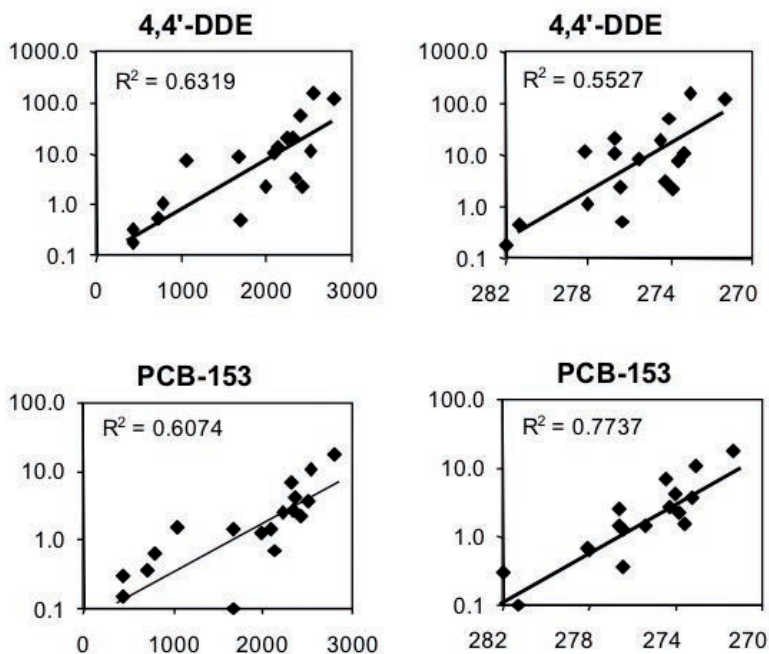 4,4'-DDE
1000.0
R² = 0.6319
100.0
10.0
1.0
0.1
0 1000 2000 3000
4,4'-DDE
1000.0
R² = 0.5527
100.0
10.0
1.0
0.1
282 278 274 270
PCB-153
100.0
R² = 0.6074
10.0
1.0
0.1
0 1000 2000 3000
PCB-153
100.0
R² = 0.7737
10.0
1.0
0.1
282 278 274 270